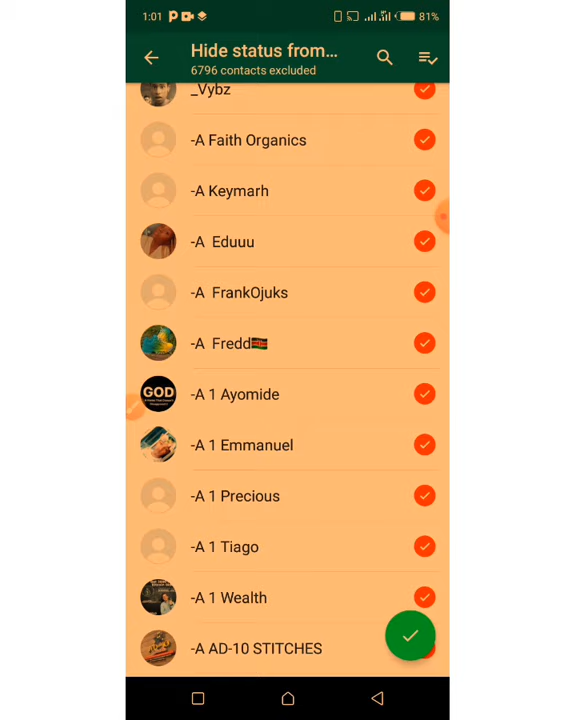 1:01
81%
Hide status from...
6796 contacts excluded
_Vybz
-A Faith Organics
-A Keymarh
-A Eduuu
-A FrankOjuks
-A Fredd🇰🇪
-A 1 Ayomide
GOD
-A 1 Emmanuel
-A 1 Precious
-A 1 Tiago
-A 1 Wealth
-A AD-10 STITCHES